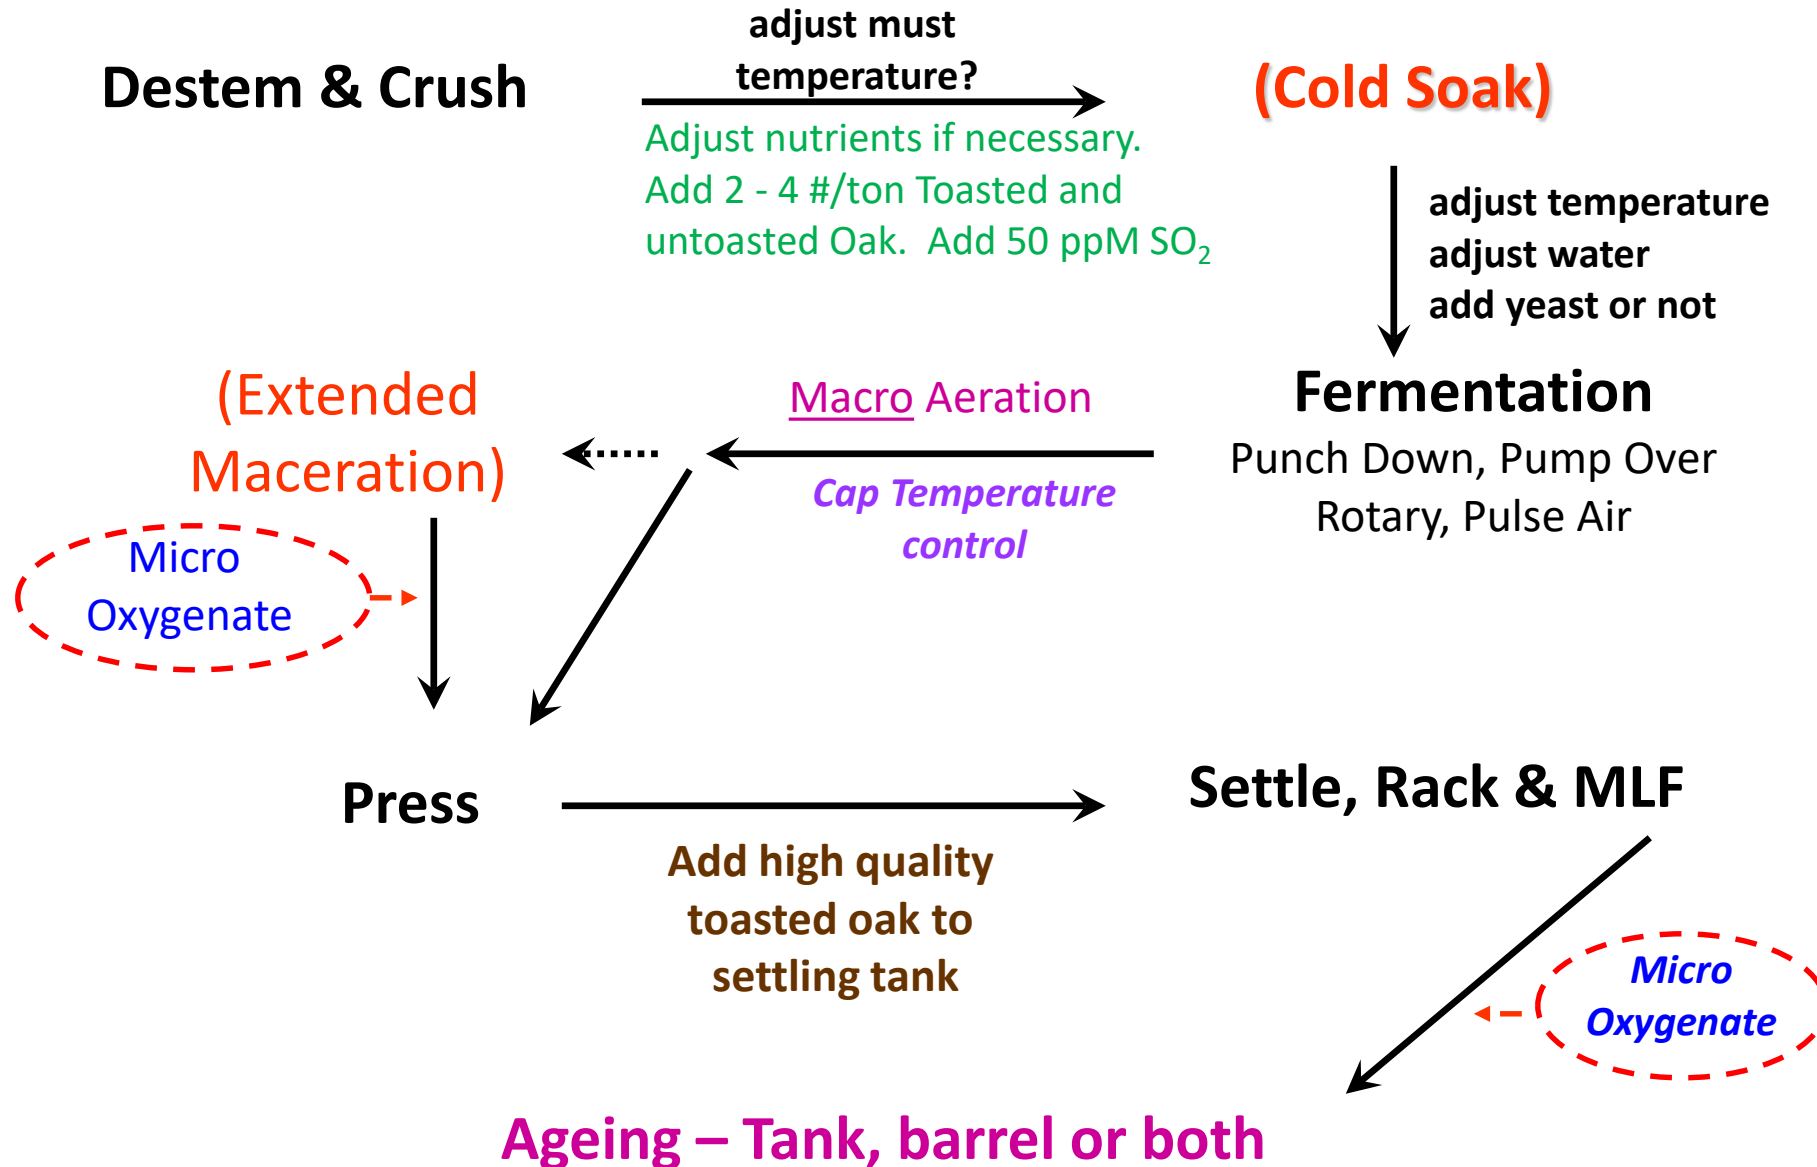 Destem & Crush
adjust must
temperature?
Adjust nutrients if necessary.
Add 2 - 4 #/ton Toasted and
untoasted Oak.  Add 50 ppM SO₂
(Cold Soak)
adjust temperature
adjust water
add yeast or not
Fermentation
Punch Down, Pump Over
Rotary, Pulse Air
Macro Aeration
Cap Temperature
control
(Extended
Maceration)
Micro
Oxygenate
Press
Add high quality
toasted oak to
settling tank
Settle, Rack & MLF
Micro
Oxygenate
Ageing – Tank, barrel or both